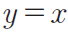 y = x